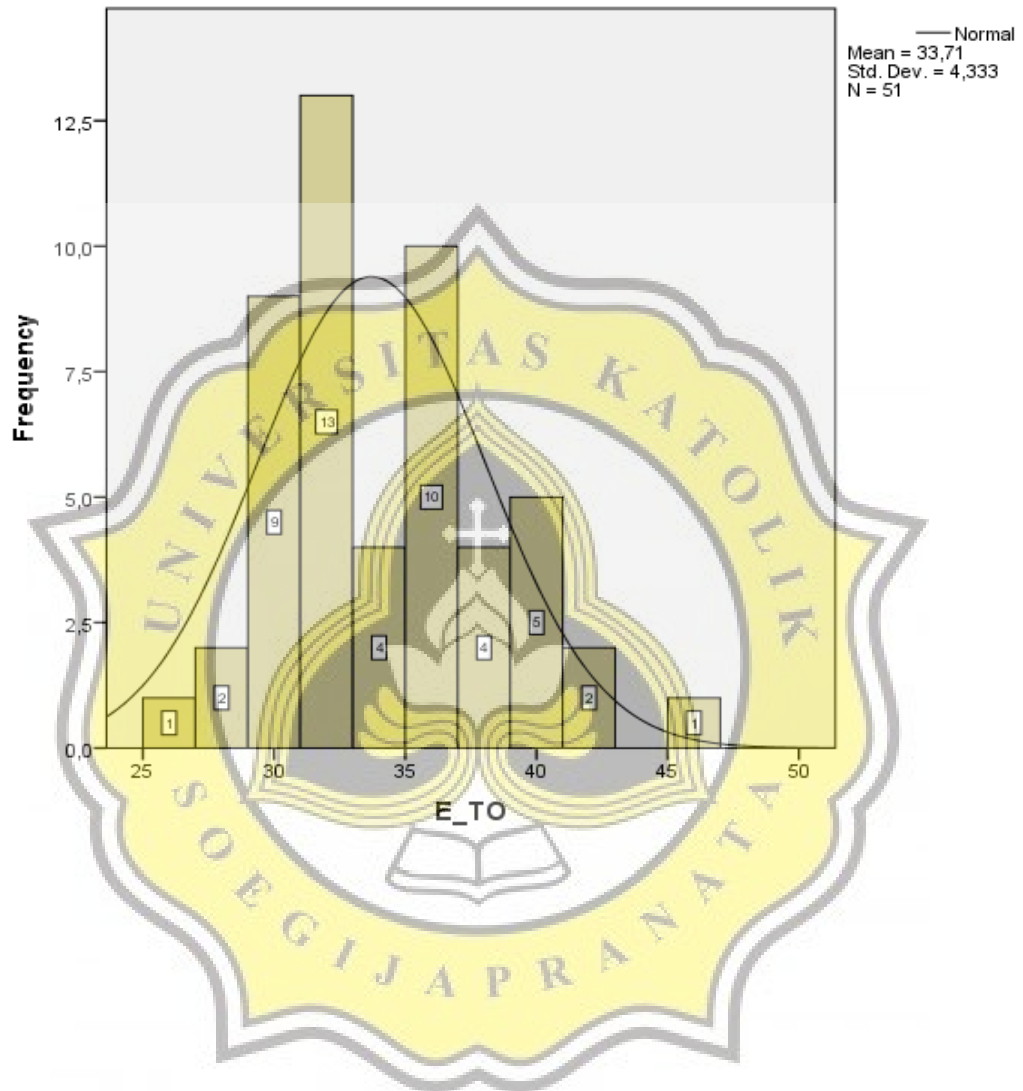 Normal
Mean = 33,71
Std. Dev. = 4,333
N = 51
Frequency
12,5
10,0
7,5
5,0
2,5
0,0
1
2
9
13
4
10
4
5
2
1
25
30
35
40
45
50
E_TO
UNIVERSITAS KATOLIK
SOEGIJAPRANATA